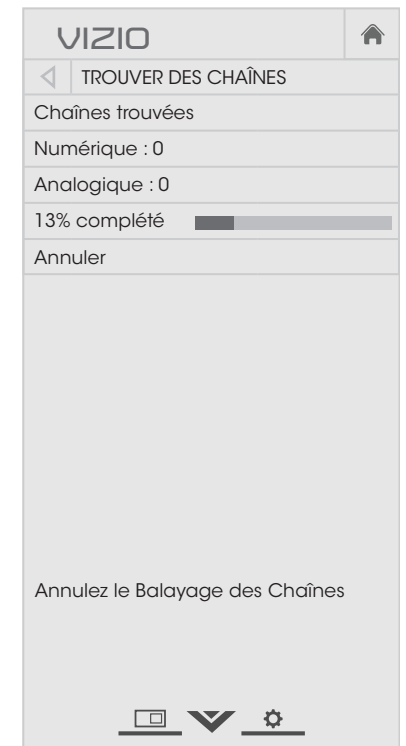 VIZIO
TROUVER DES CHAÎNES
Chaînes trouvées
Numérique : 0
Analogique : 0
13% complété
Annuler
Annulez le Balayage des Chaînes